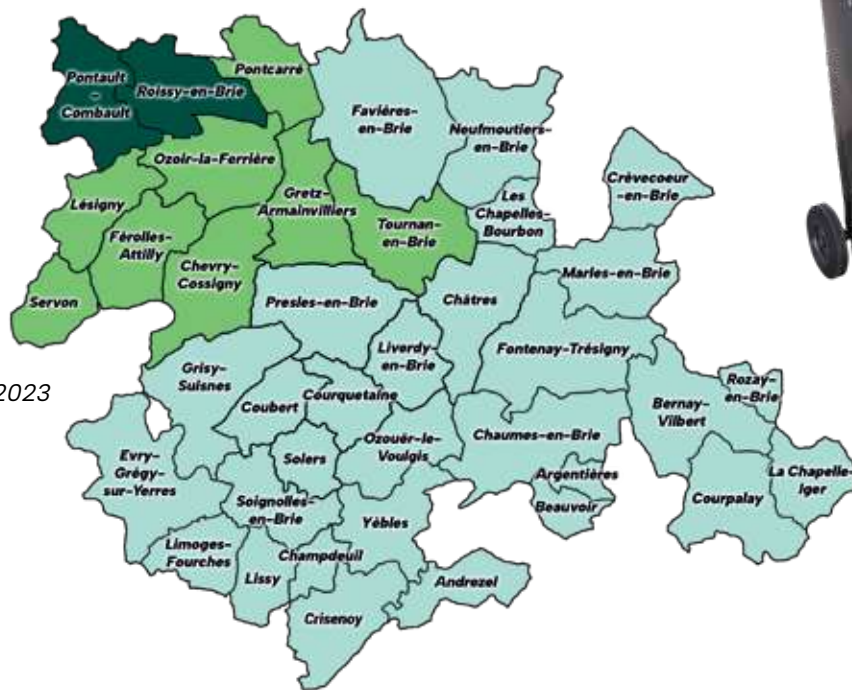 Pontault
-
Combault
Roissy-en-Brie
Pontcarré
Favières-
en-Brie
Neufmoutiers-
en-Brie
Crèvecoeur
-en-Brie
Ozoir-la-Ferrière
Lésigny
Gretz-
Armainvilliers
Les
Chapelles-
Bourbon
Férolles-
Attilly
Tournan-
en-Brie
Chevry-
Cossigny
Marles-en-Brie
Servon
Presles-en-Brie
Châtres
Liverdy-
en-Brie
Fontenay-Trésigny
Grisy-
Suisnes
2023
Coubert
Courquetaine
Rozay-
en-Brie
Bernay-
Vilbert
Evry-
Grégy-
sur-Yerres
Solers
Ozouër-le-
Voulgis
Chaumes-en-Brie
Argentières
La Chapelle-
Iger
Soignolles-
en-Brie
Beauvoir
Courpalay
Yèbles
Limoges-
Fourches
Champdeuil
Lissy
Andrezel
Crisenoy